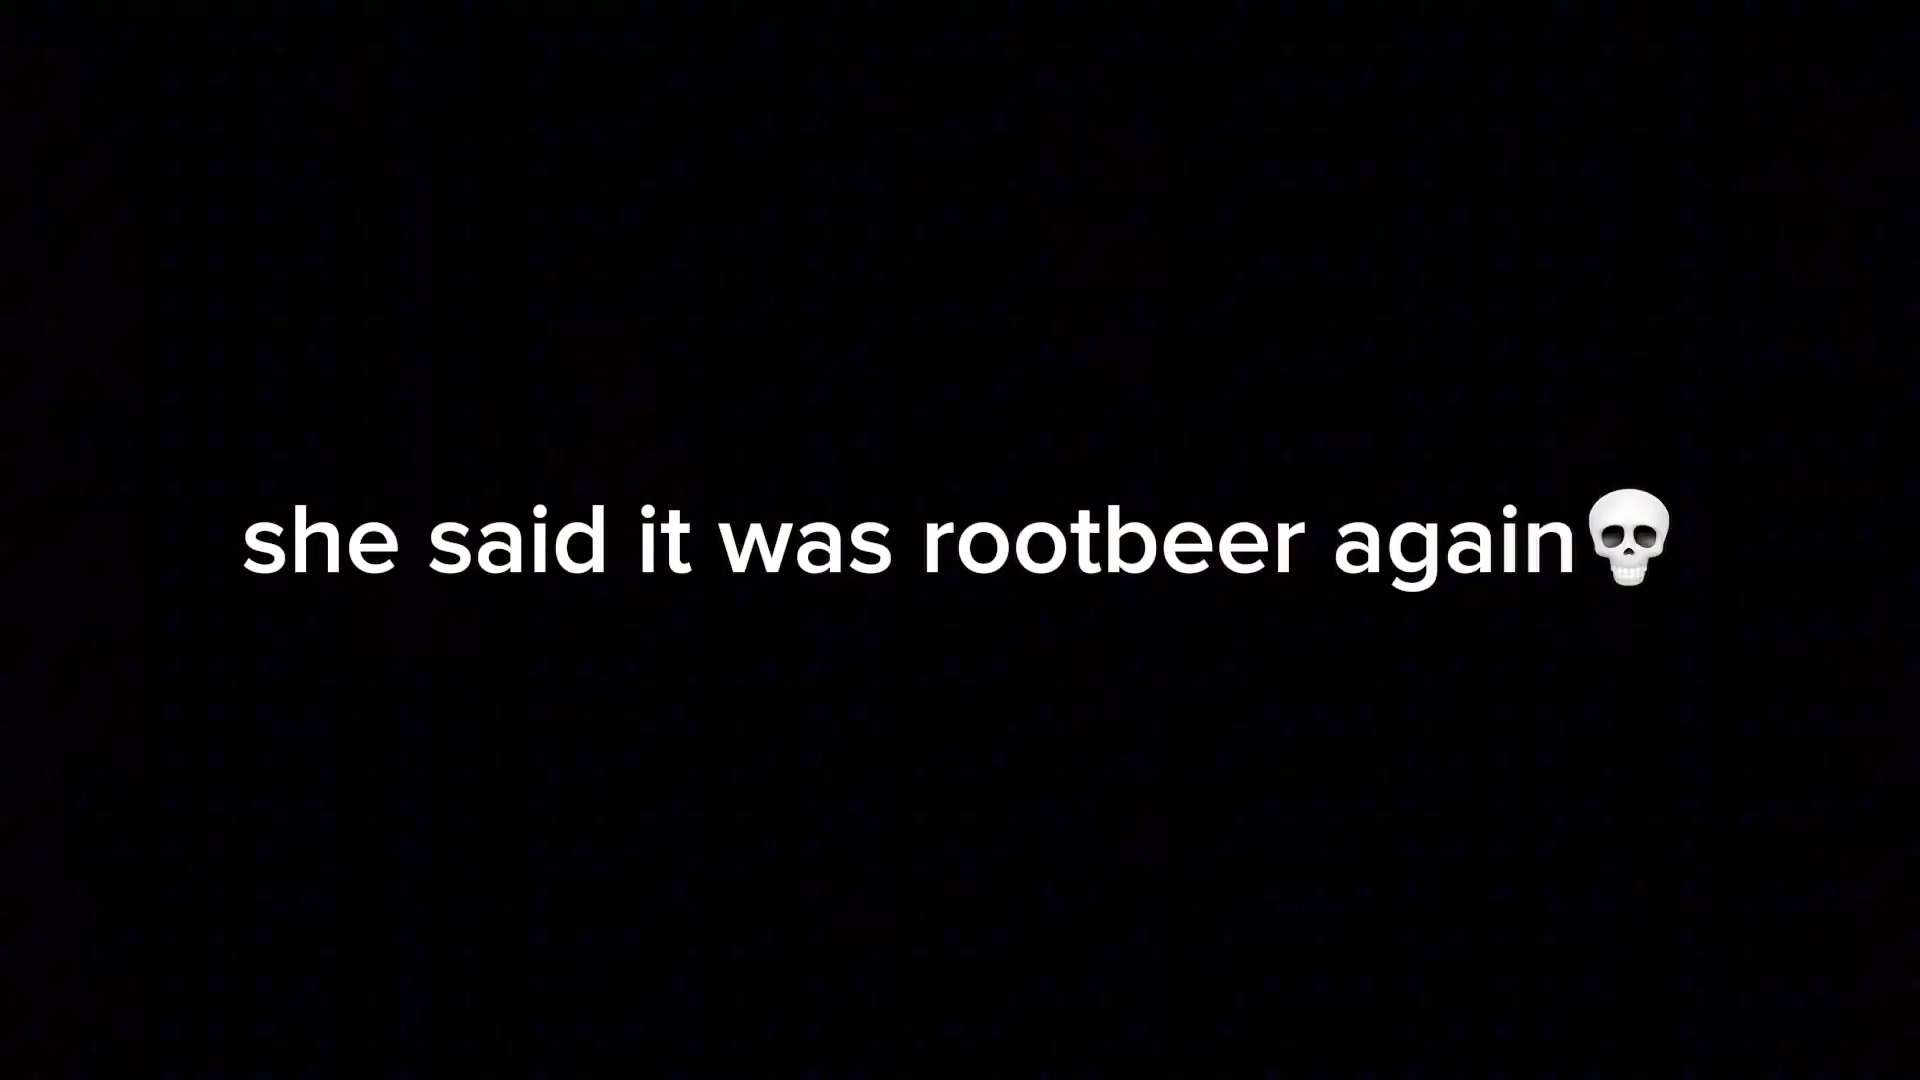 she said it was rootbeer again💀